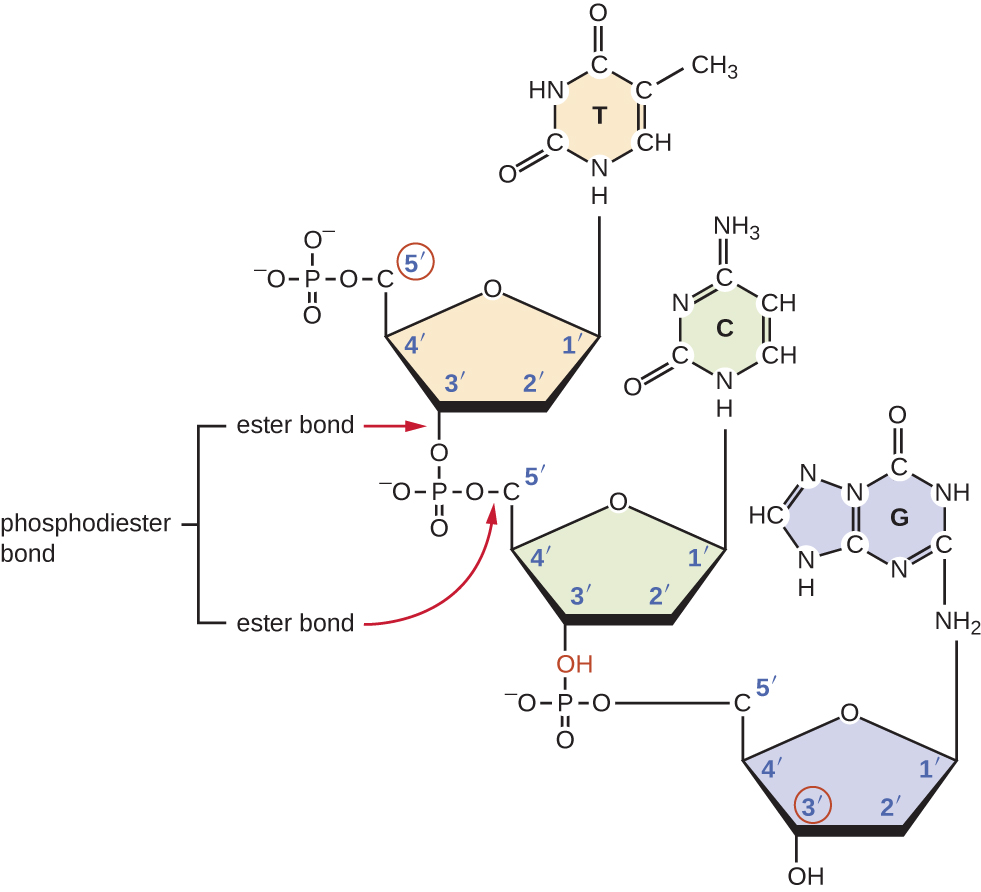 O
C
CH3
HN
C
T
C
CH
O
N
H
O–
–O
P
O
C
5′
O
O
4′
1′
3′
2′
NH3
N
C
CH
C
C
CH
O
N
H
ester bond
O
–O
P
O
C
5′
O
phosphodiester
bond
O
4′
1′
3′
2′
ester bond
O
N
C
N
NH
HC
G
C
C
N
N
H
NH2
OH
–O
P
O
C
5′
O
O
4′
1′
3′
2′
OH